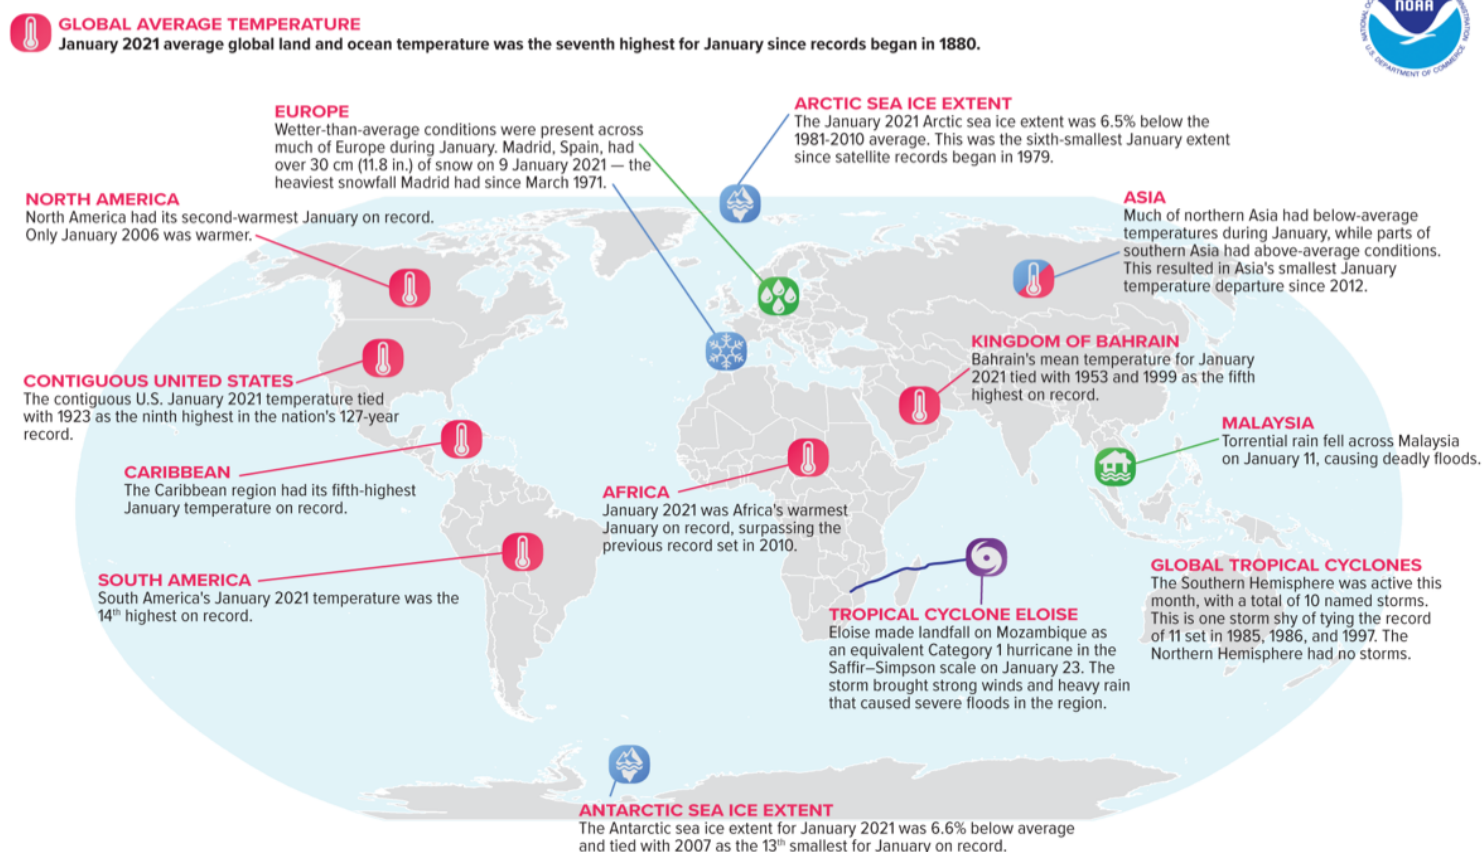 GLOBAL AVERAGE TEMPERATURE
January 2021 average global land and ocean temperature was the seventh highest for January since records began in 1880.
NOAA
U.S. DEPARTMENT OF COMMERCE
EUROPE
Wetter-than-average conditions were present across
much of Europe during January. Madrid, Spain, had
over 30 cm (11.8 in.) of snow on 9 January 2021 — the
heaviest snowfall Madrid had since March 1971.
ARCTIC SEA ICE EXTENT
The January 2021 Arctic sea ice extent was 6.5% below the
1981-2010 average. This was the sixth-smallest January extent
since satellite records began in 1979.
NORTH AMERICA
North America had its second-warmest January on record.
Only January 2006 was warmer.
ASIA
Much of northern Asia had below-average
temperatures during January, while parts of
southern Asia had above-average conditions.
This resulted in Asia's smallest January
temperature departure since 2012.
KINGDOM OF BAHRAIN
Bahrain's mean temperature for January
2021 tied with 1953 and 1999 as the fifth
highest on record.
CONTIGUOUS UNITED STATES
The contiguous U.S. January 2021 temperature tied
with 1923 as the ninth highest in the nation's 127-year
record.
MALAYSIA
Torrential rain fell across Malaysia
on January 11, causing deadly floods.
CARIBBEAN
The Caribbean region had its fifth-highest
January temperature on record.
AFRICA
January 2021 was Africa's warmest
January on record, surpassing the
previous record set in 2010.
SOUTH AMERICA
South America's January 2021 temperature was the
14th highest on record.
TROPICAL CYCLONE ELOISE
Eloise made landfall on Mozambique as
an equivalent Category 1 hurricane in the
Saffir–Simpson scale on January 23. The
storm brought strong winds and heavy rain
that caused severe floods in the region.
GLOBAL TROPICAL CYCLONES
The Southern Hemisphere was active this
month, with a total of 10 named storms.
This is one storm shy of tying the record
of 11 set in 1985, 1986, and 1997. The
Northern Hemisphere had no storms.
ANTARCTIC SEA ICE EXTENT
The Antarctic sea ice extent for January 2021 was 6.6% below average
and tied with 2007 as the 13th smallest for January on record.